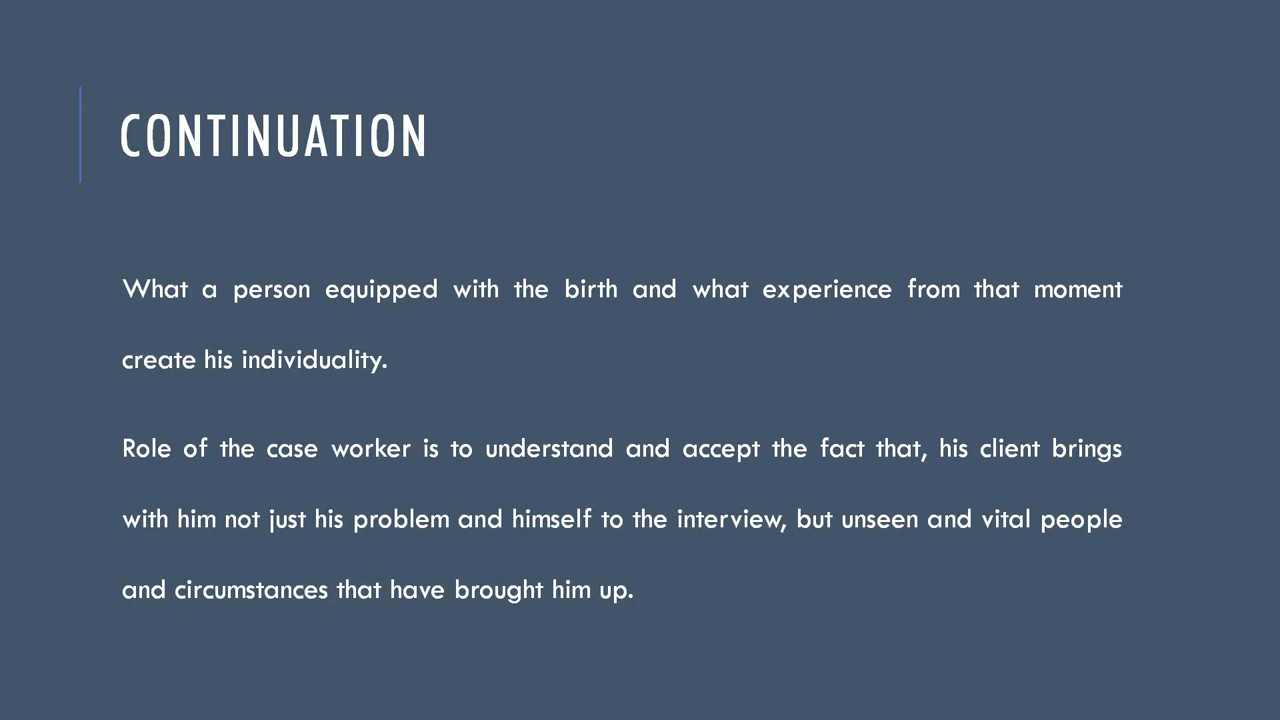 CONTINUATION
What a person equipped with the birth and what experience from that moment
create his individuality.
Role of the case worker is to understand and accept the fact that, his client brings
with him not just his problem and himself to the interview, but unseen and vital people
and circumstances that have brought him up.